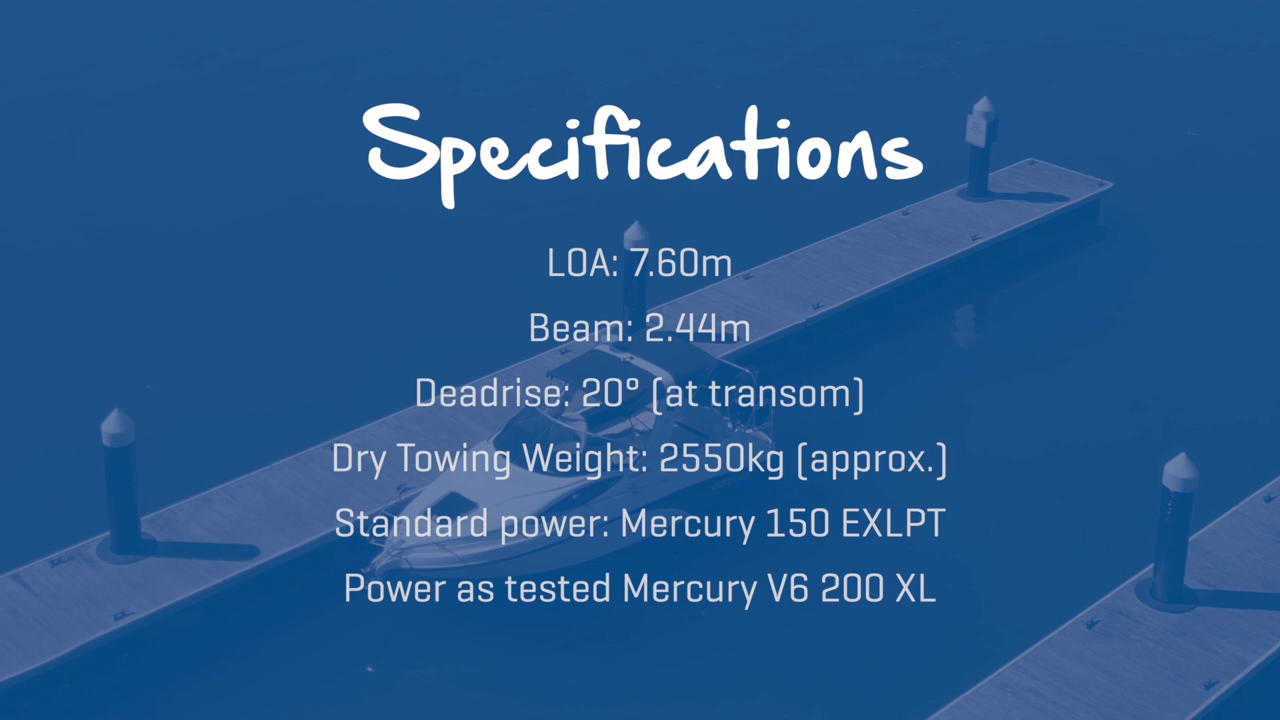 Specifications
LOA: 7.60m
Beam: 2.44m
Deadrise: 20° (at transom)
Dry Towing Weight: 2550kg (approx.)
Standard power: Mercury 150 EXLPT
Power as tested Mercury V6 200 XL